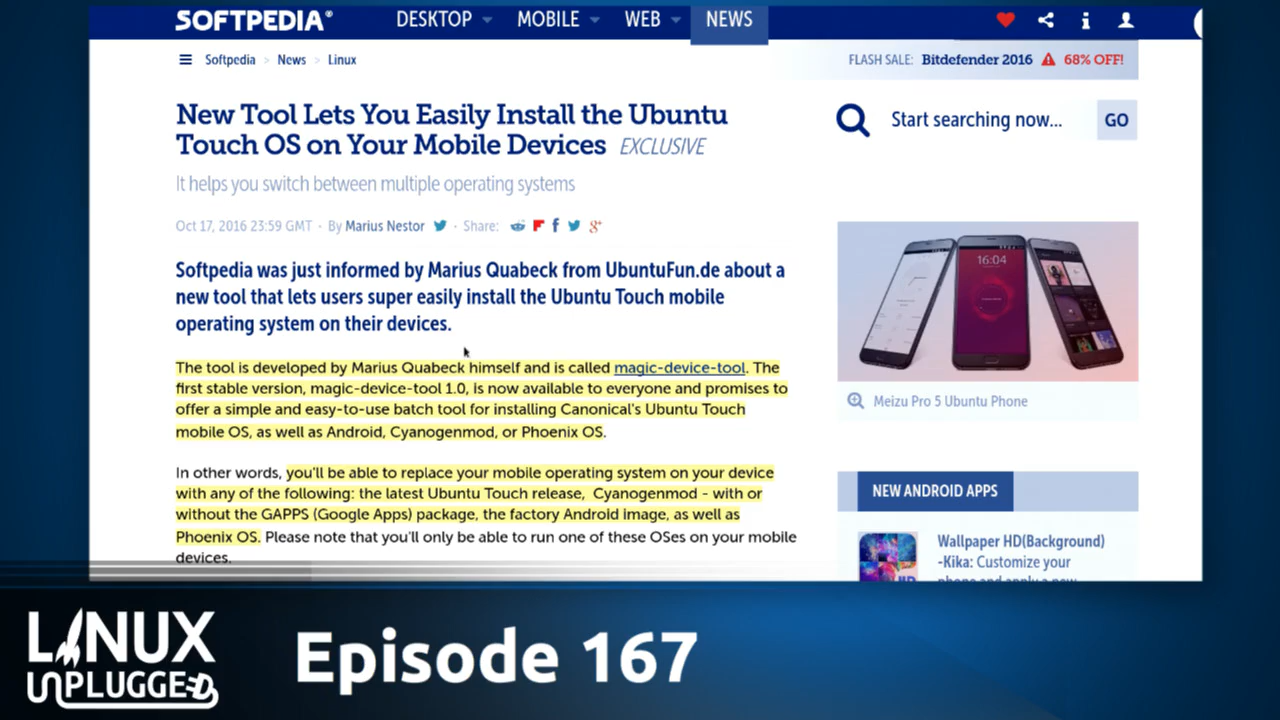 SOFTPEDIA®
DESKTOP MOBILE WEB NEWS
Softpedia > News > Linux
FLASH SALE: Bitdefender 2016 68% OFF!
New Tool Lets You Easily Install the Ubuntu
Touch OS on Your Mobile Devices EXCLUSIVE
Start searching now... GO
It helps you switch between multiple operating systems
Oct 17, 2016 23:59 GMT · By Marius Nestor · Share:
Softpedia was just informed by Marius Quabeck from UbuntuFun.de about a
new tool that lets users super easily install the Ubuntu Touch mobile
operating system on their devices.
16:04
The tool is developed by Marius Quabeck himself and is called magic-device-tool. The
first stable version, magic-device-tool 1.0, is now available to everyone and promises to
offer a simple and easy-to-use batch tool for installing Canonical's Ubuntu Touch
mobile OS, as well as Android, Cyanogenmod, or Phoenix OS.
Meizu Pro 5 Ubuntu Phone
In other words, you'll be able to replace your mobile operating system on your device
with any of the following: the latest Ubuntu Touch release, Cyanogenmod - with or
without the GAPPS (Google Apps) package, the factory Android image, as well as
Phoenix OS. Please note that you'll only be able to run one of these OSes on your mobile
devices.
NEW ANDROID APPS
Wallpaper HD(Background)
-Kika: Customize your
phone and apply a new
HD
LINUX
UNPLUGGED
Episode 167